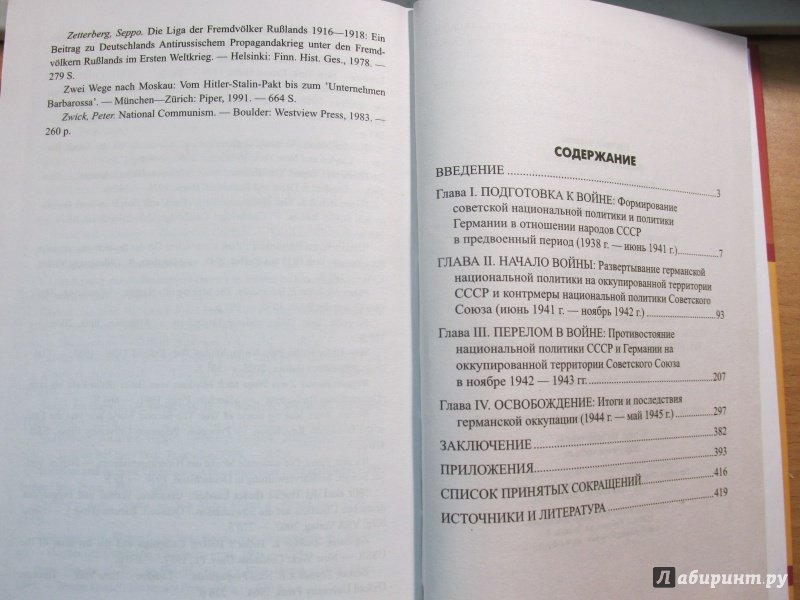 Zetterberg, Seppo. Die Liga der Fremdvölker Rußlands 1916—1918: Ein
Beitrag zu Deutschlands Antirussischem Propagandakrieg unter den Fremd-
völkern Rußlands im Ersten Weltkrieg. — Helsinki: Finn. Hist. Ges., 1978. —
279 S.
Zwei Wege nach Moskau: Vom Hitler-Stalin-Pakt bis zum 'Unternehmen
Barbarossa'. — München—Zürich: Piper, 1991. — 664 S.
Zwick, Peter. National Communism. — Boulder: Westview Press, 1983. —
260 p.
СОДЕРЖАНИЕ
ВВЕДЕНИЕ 3
Глава I. ПОДГОТОВКА К ВОЙНЕ: Формирование
советской национальной политики и политики
Германии в отношении народов СССР
в предвоенный период (1938 г. — июнь 1941 г.) 7
ГЛАВА II. НАЧАЛО ВОЙНЫ: Развертывание германской
национальной политики на оккупированной территории
СССР и контрмеры национальной политики Советского
Союза (июнь 1941 г. — ноябрь 1942 г.) 93
Глава III. ПЕРЕЛОМ В ВОЙНЕ: Противостояние
национальной политики СССР и Германии на
оккупированной территории Советского Союза
в ноябре 1942 — 1943 гг. 207
Глава IV. ОСВОБОЖДЕНИЕ: Итоги и последствия
германской оккупации (1944 г. — май 1945 г.) 297
ЗАКЛЮЧЕНИЕ 382
ПРИЛОЖЕНИЯ 393
СПИСОК ПРИНЯТЫХ СОКРАЩЕНИЙ 416
ИСТОЧНИКИ И ЛИТЕРАТУРА 419
Лабиринт.ру